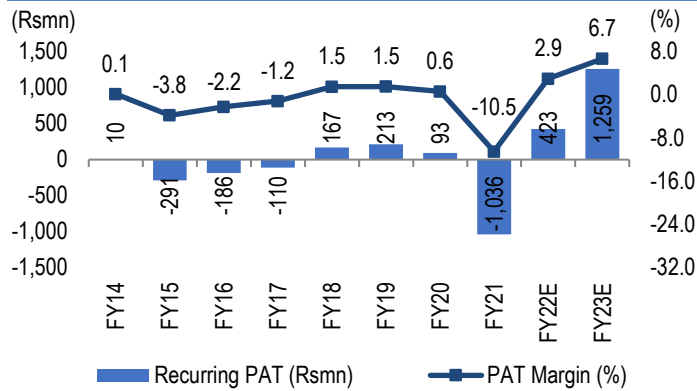 (Rsmn) (%)
1,500 8.0
1,000 0.0
500 -8.0
0 -16.0
-500 -24.0
-1,000 -32.0
-1,500
0.1 -3.8 -2.2 -1.2 1.5 1.5 0.6 -10.5 2.9 6.7
10 -291 -186 -110 167 213 93 -1,036 423 1,259
FY14 FY15 FY16 FY17 FY18 FY19 FY20 FY21 FY22E FY23E
Recurring PAT (Rsmn) PAT Margin (%)